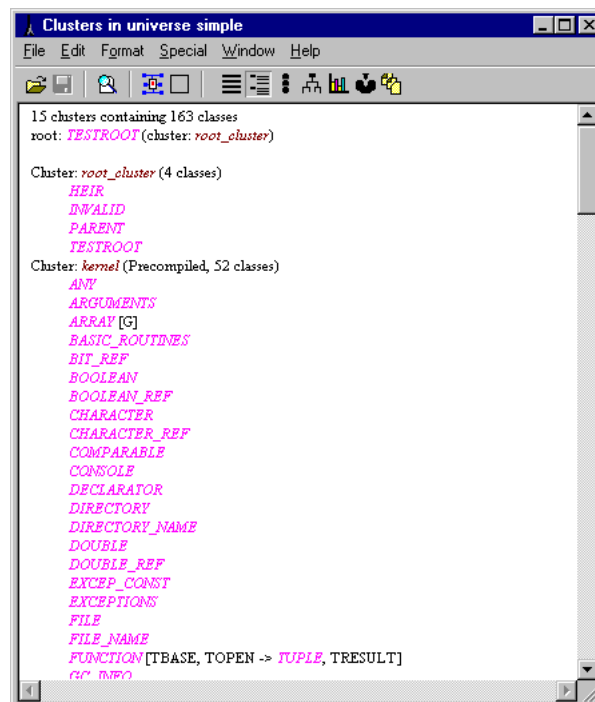 Clusters in universe simple
File Edit Format Special Window Help
15 clusters containing 163 classes
root: TESTROOT (cluster: root_cluster)
Cluster: root_cluster (4 classes)
HEIR
INVALID
PARENT
TESTROOT
Cluster: kernel (Precompiled, 52 classes)
ANY
ARGUMENTS
ARRAY [G]
BASIC_ROUTINES
BIT_REF
BOOLEAN
BOOLEAN_REF
CHARACTER
CHARACTER_REF
COMPARABLE
CONSOLE
DECLARATOR
DIRECTORY
DIRECTORY_NAME
DOUBLE
DOUBLE_REF
EXCEP_CONST
EXCEPTIONS
FILE
FILE_NAME
FUNCTION [TBASE, TOPEN -> TUPLE, TRESULT]
GC_INFO